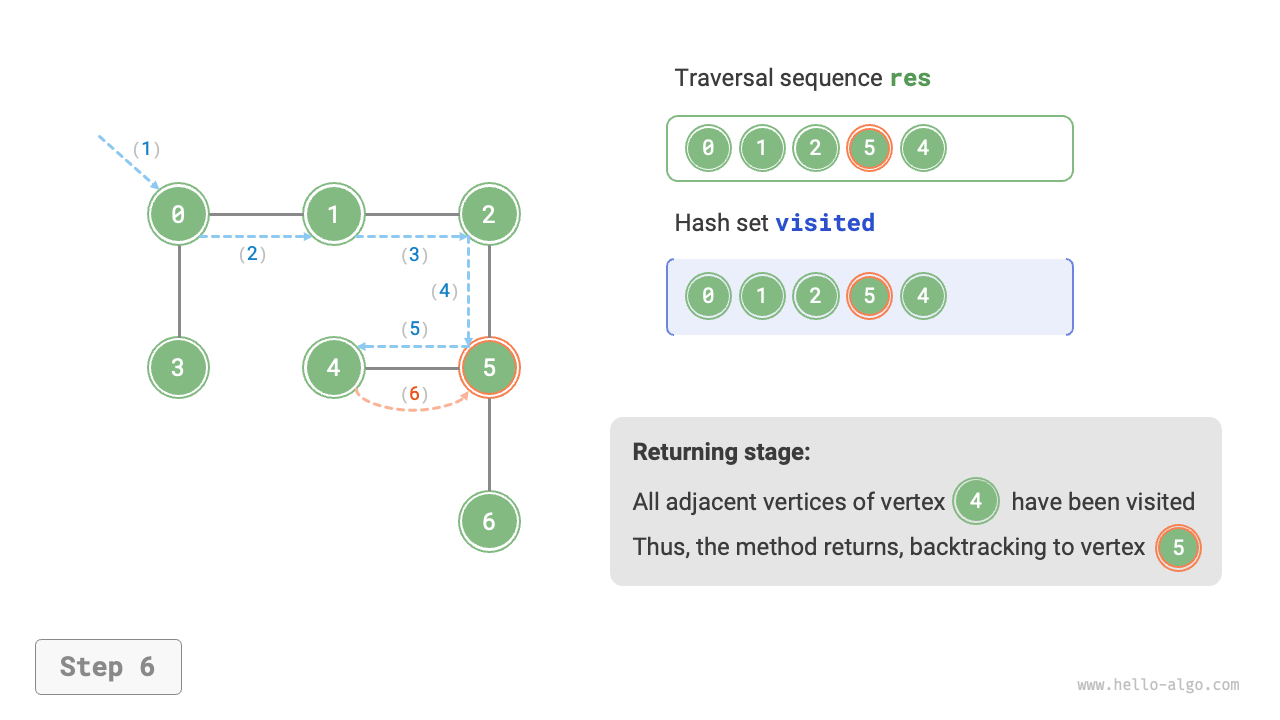 Traversal sequence res
0 1 2 5 4
Hash set visited
0 1 2 5 4
(1)
0 1 2
(2) (3)
(4)
(5)
3 4 5
(6)
6
Returning stage:
All adjacent vertices of vertex 4 have been visited
Thus, the method returns, backtracking to vertex 5
Step 6
www.hello-algo.com